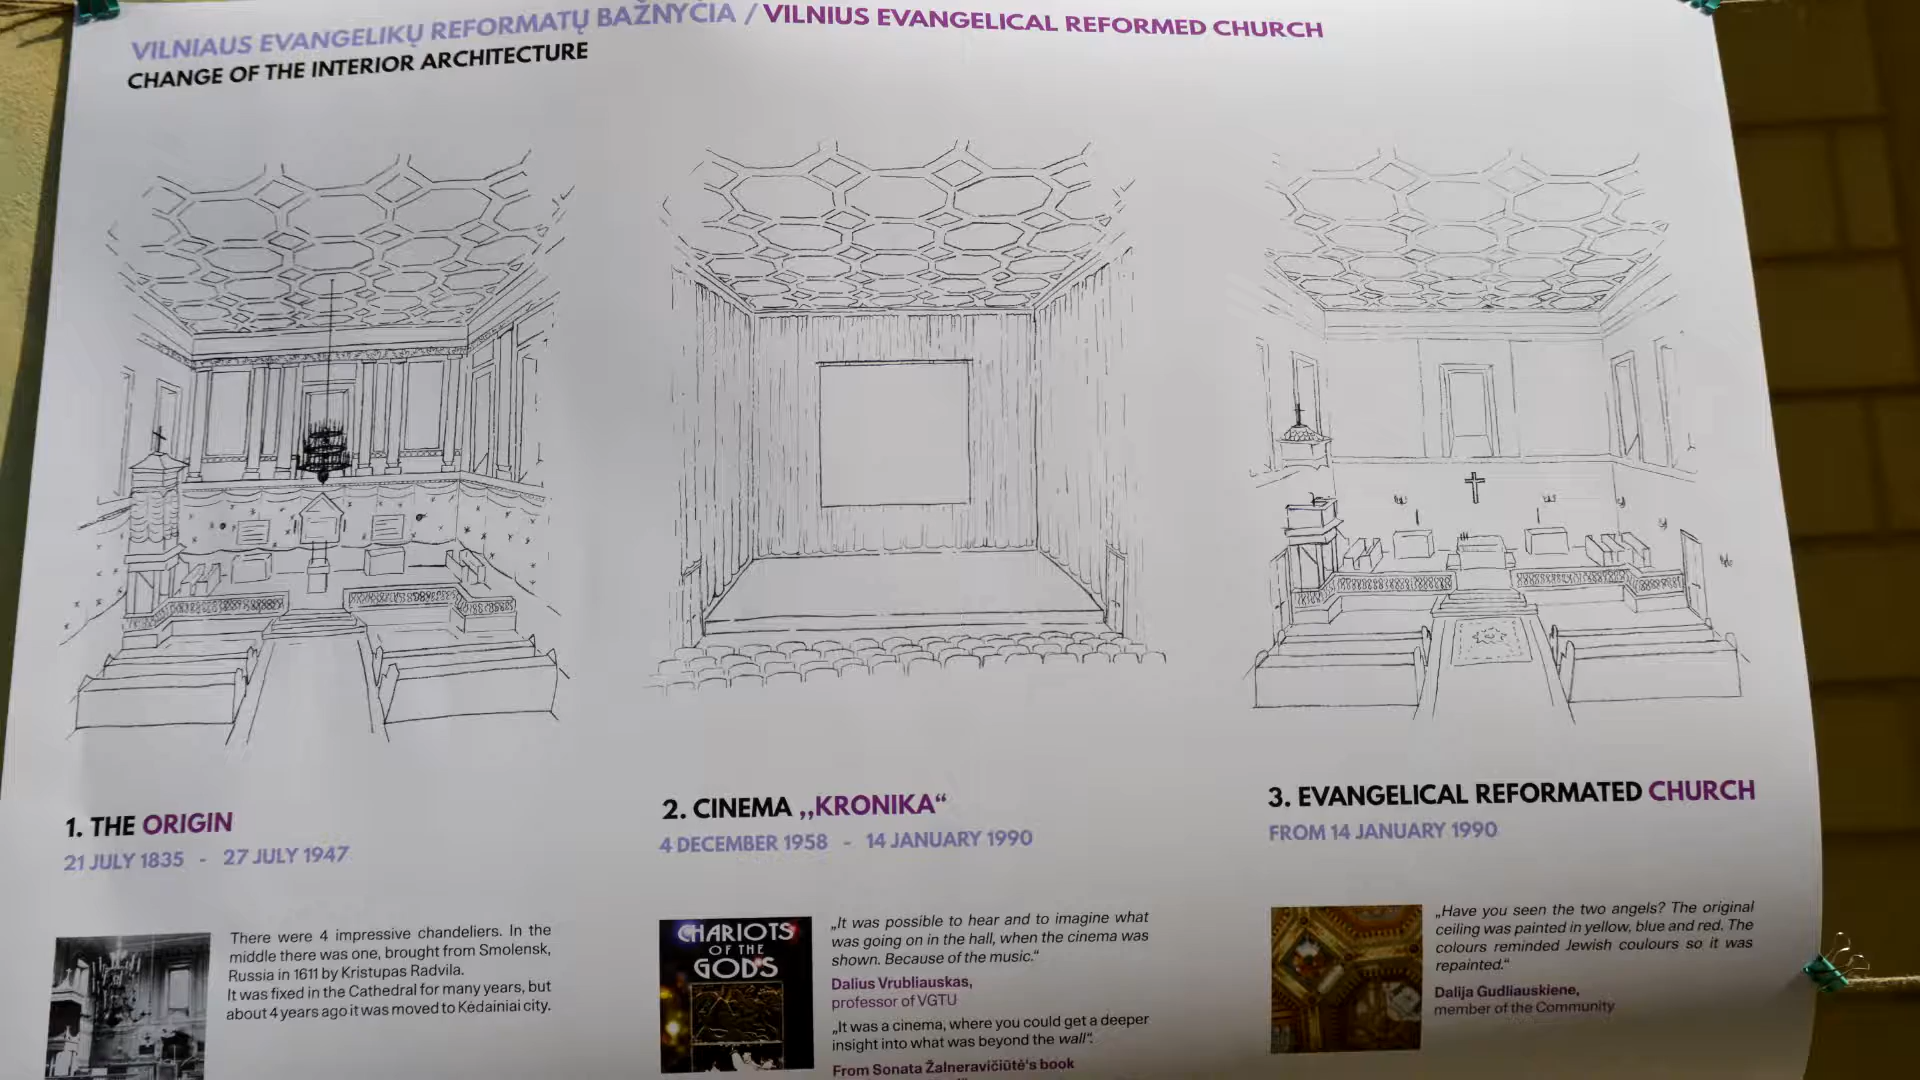 VILNIAUS EVANGELIKŲ REFORMATŲ BAŽNYČIA / VILNIUS EVANGELICAL REFORMED CHURCH
CHANGE OF THE INTERIOR ARCHITECTURE
1. THE ORIGIN
21 JULY 1835 - 27 JULY 1947
There were 4 impressive chandeliers. In the
middle there was one, brought from Smolensk,
Russia in 1611 by Kristupas Radvila.
It was fixed in the Cathedral for many years, but
about 4 years ago it was moved to Kėdainiai city.
2. CINEMA ,,KRONIKA“
4 DECEMBER 1958 - 14 JANUARY 1990
CHARIOTS
OF THE
GODS
„It was possible to hear and to imagine what
was going on in the hall, when the cinema was
shown. Because of the music.“
Dalius Vrubliauskas,
professor of VGTU
„It was a cinema, where you could get a deeper
insight into what was beyond the wall“.
From Sonata Žalneravičiūtė's book
3. EVANGELICAL REFORMATED CHURCH
FROM 14 JANUARY 1990
„Have you seen the two angels? The original
ceiling was painted in yellow, blue and red. The
colours reminded Jewish coulours so it was
repainted.“
Dalija Gudliauskiene,
member of the Community